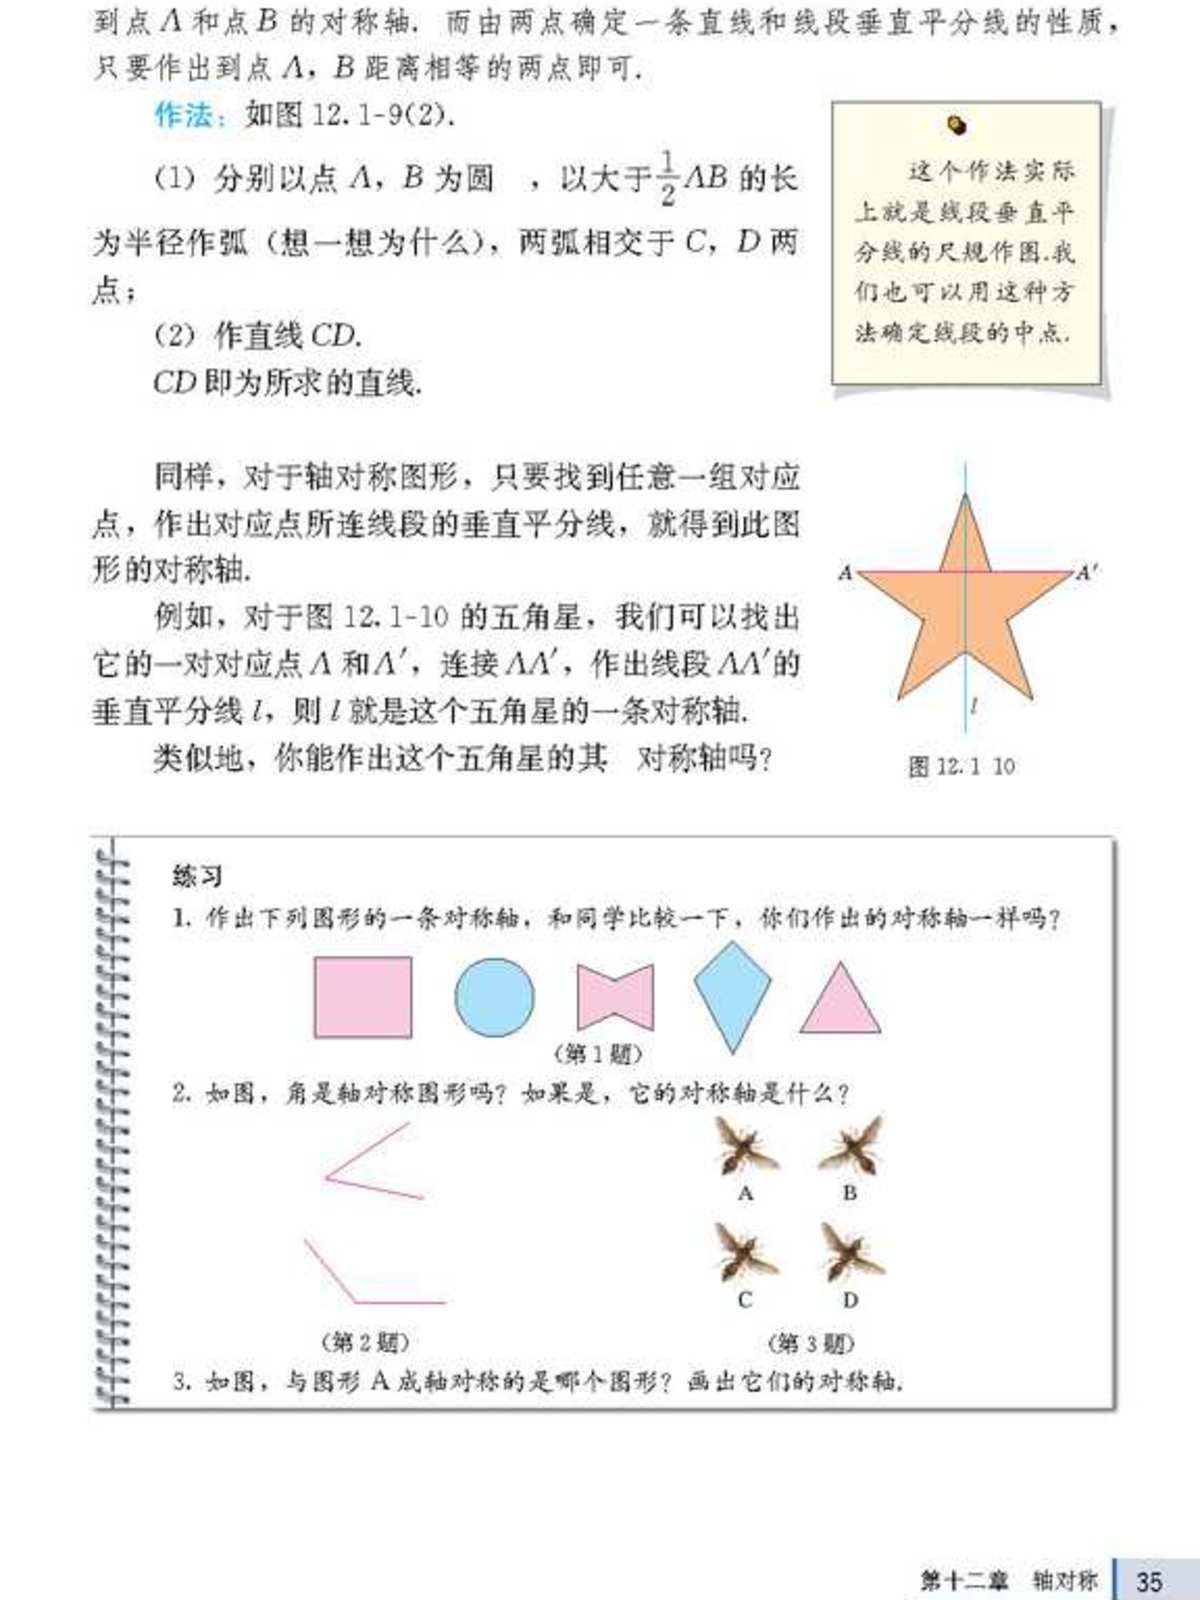 到点 A 和点 B 的对称轴. 而由两点确定一条直线和线段垂直平分线的性质，
只要作出到点 A，B 距离相等的两点即可.
作法：如图 12.1-9(2).
(1) 分别以点 A，B 为圆 ，以大于 1/2 AB 的长
为半径作弧（想一想为什么），两弧相交于 C，D 两
点；
(2) 作直线 CD.
CD 即为所求的直线.
这个作法实际
上就是线段垂直平
分线的尺规作图.我
们也可以用这种方
法确定线段的中点.
同样，对于轴对称图形，只要找到任意一组对应
点，作出对应点所连线段的垂直平分线，就得到此图
形的对称轴.
例如，对于图 12.1-10 的五角星，我们可以找出
它的一对对应点 A 和 A′，连接 AA′，作出线段 AA′的
垂直平分线 l，则 l 就是这个五角星的一条对称轴.
类似地，你能作出这个五角星的其 对称轴吗？
A A′
l
图 12.1 10
练习
1. 作出下列图形的一条对称轴，和同学比较一下，你们作出的对称轴一样吗？
（第 1 题）
2. 如图，角是轴对称图形吗？如果是，它的对称轴是什么？
A B
C D
（第 2 题） （第 3 题）
3. 如图，与图形 A 成轴对称的是哪个图形？画出它们的对称轴.
第十二章 轴对称 35